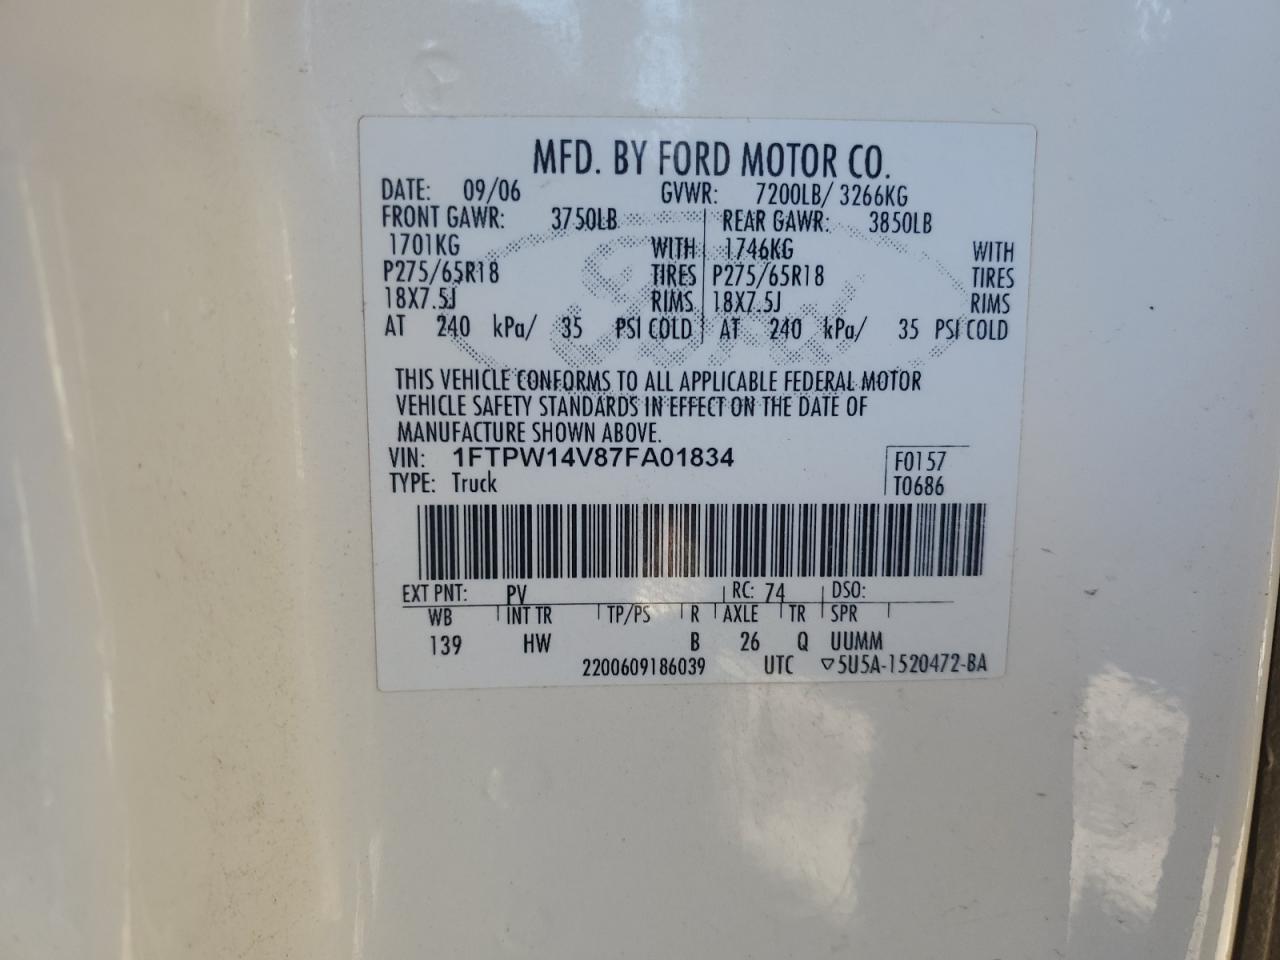 MFD. BY FORD MOTOR CO.
DATE: 09/06 GVWR: 7200LB/ 3266KG
FRONT GAWR: 3750LB REAR GAWR: 3850LB
1701KG WITH 1746KG WITH
P275/65R18 TIRES P275/65R18 TIRES
18X7.5J RIMS 18X7.5J RIMS
AT 240 kPa/ 35 PSI COLD AT 240 kPa/ 35 PSI COLD
THIS VEHICLE CONFORMS TO ALL APPLICABLE FEDERAL MOTOR
VEHICLE SAFETY STANDARDS IN EFFECT ON THE DATE OF
MANUFACTURE SHOWN ABOVE.
VIN: 1FTPW14V87FA01834 F0157
TYPE: Truck T0686
EXT PNT: PV RC: 74 DSO:
WB INT TR TP/PS R AXLE TR SPR
139 HW B 26 Q UUMM
2200609186039 UTC ▽5U5A-1520472-BA
Ford